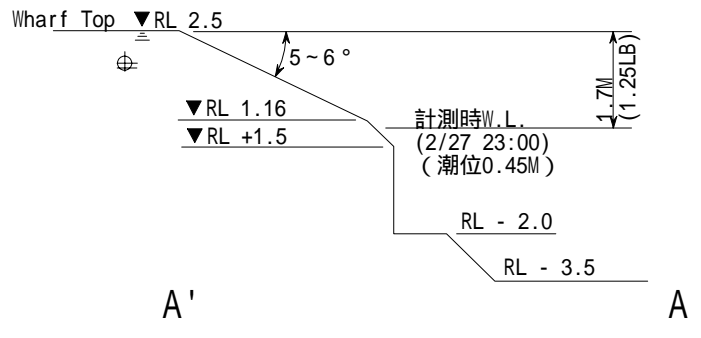 Wharf Top ▼RL 2.5
5~6°
1.7M
(1.25LB)
▼RL 1.16
▼RL +1.5
計測時W.L.
(2/27 23:00)
(潮位0.45M)
RL - 2.0
RL - 3.5
A'
A